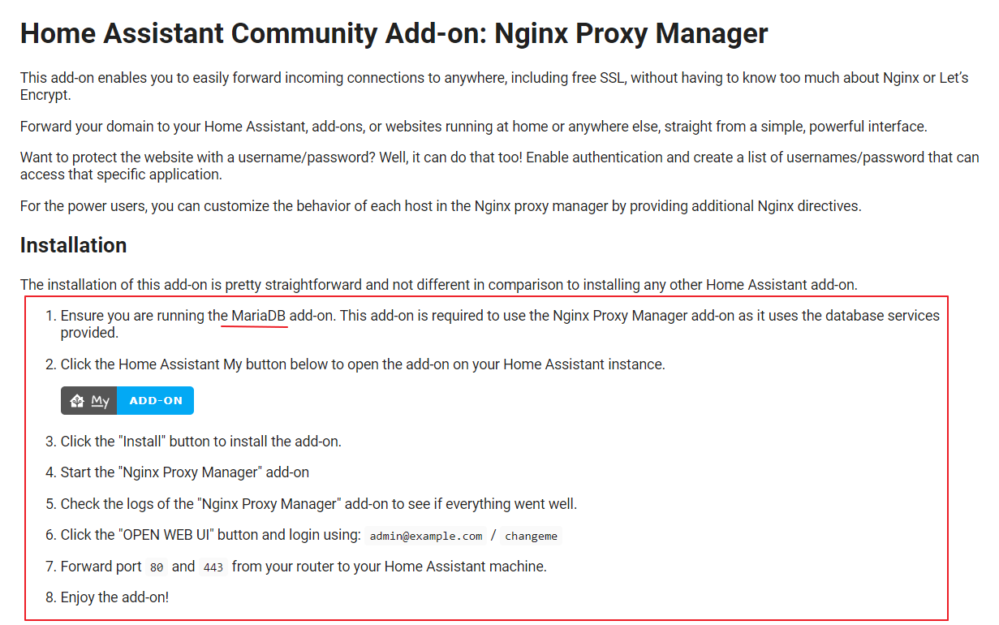 Home Assistant Community Add-on: Nginx Proxy Manager
This add-on enables you to easily forward incoming connections to anywhere, including free SSL, without having to know too much about Nginx or Let’s
Encrypt.
Forward your domain to your Home Assistant, add-ons, or websites running at home or anywhere else, straight from a simple, powerful interface.
Want to protect the website with a username/password? Well, it can do that too! Enable authentication and create a list of usernames/password that can
access that specific application.
For the power users, you can customize the behavior of each host in the Nginx proxy manager by providing additional Nginx directives.
Installation
The installation of this add-on is pretty straightforward and not different in comparison to installing any other Home Assistant add-on.
1. Ensure you are running the MariaDB add-on. This add-on is required to use the Nginx Proxy Manager add-on as it uses the database services
provided.
2. Click the Home Assistant My button below to open the add-on on your Home Assistant instance.
My ADD-ON
3. Click the "Install" button to install the add-on.
4. Start the "Nginx Proxy Manager" add-on
5. Check the logs of the "Nginx Proxy Manager" add-on to see if everything went well.
6. Click the "OPEN WEB UI" button and login using: admin@example.com / changeme
7. Forward port 80 and 443 from your router to your Home Assistant machine.
8. Enjoy the add-on!